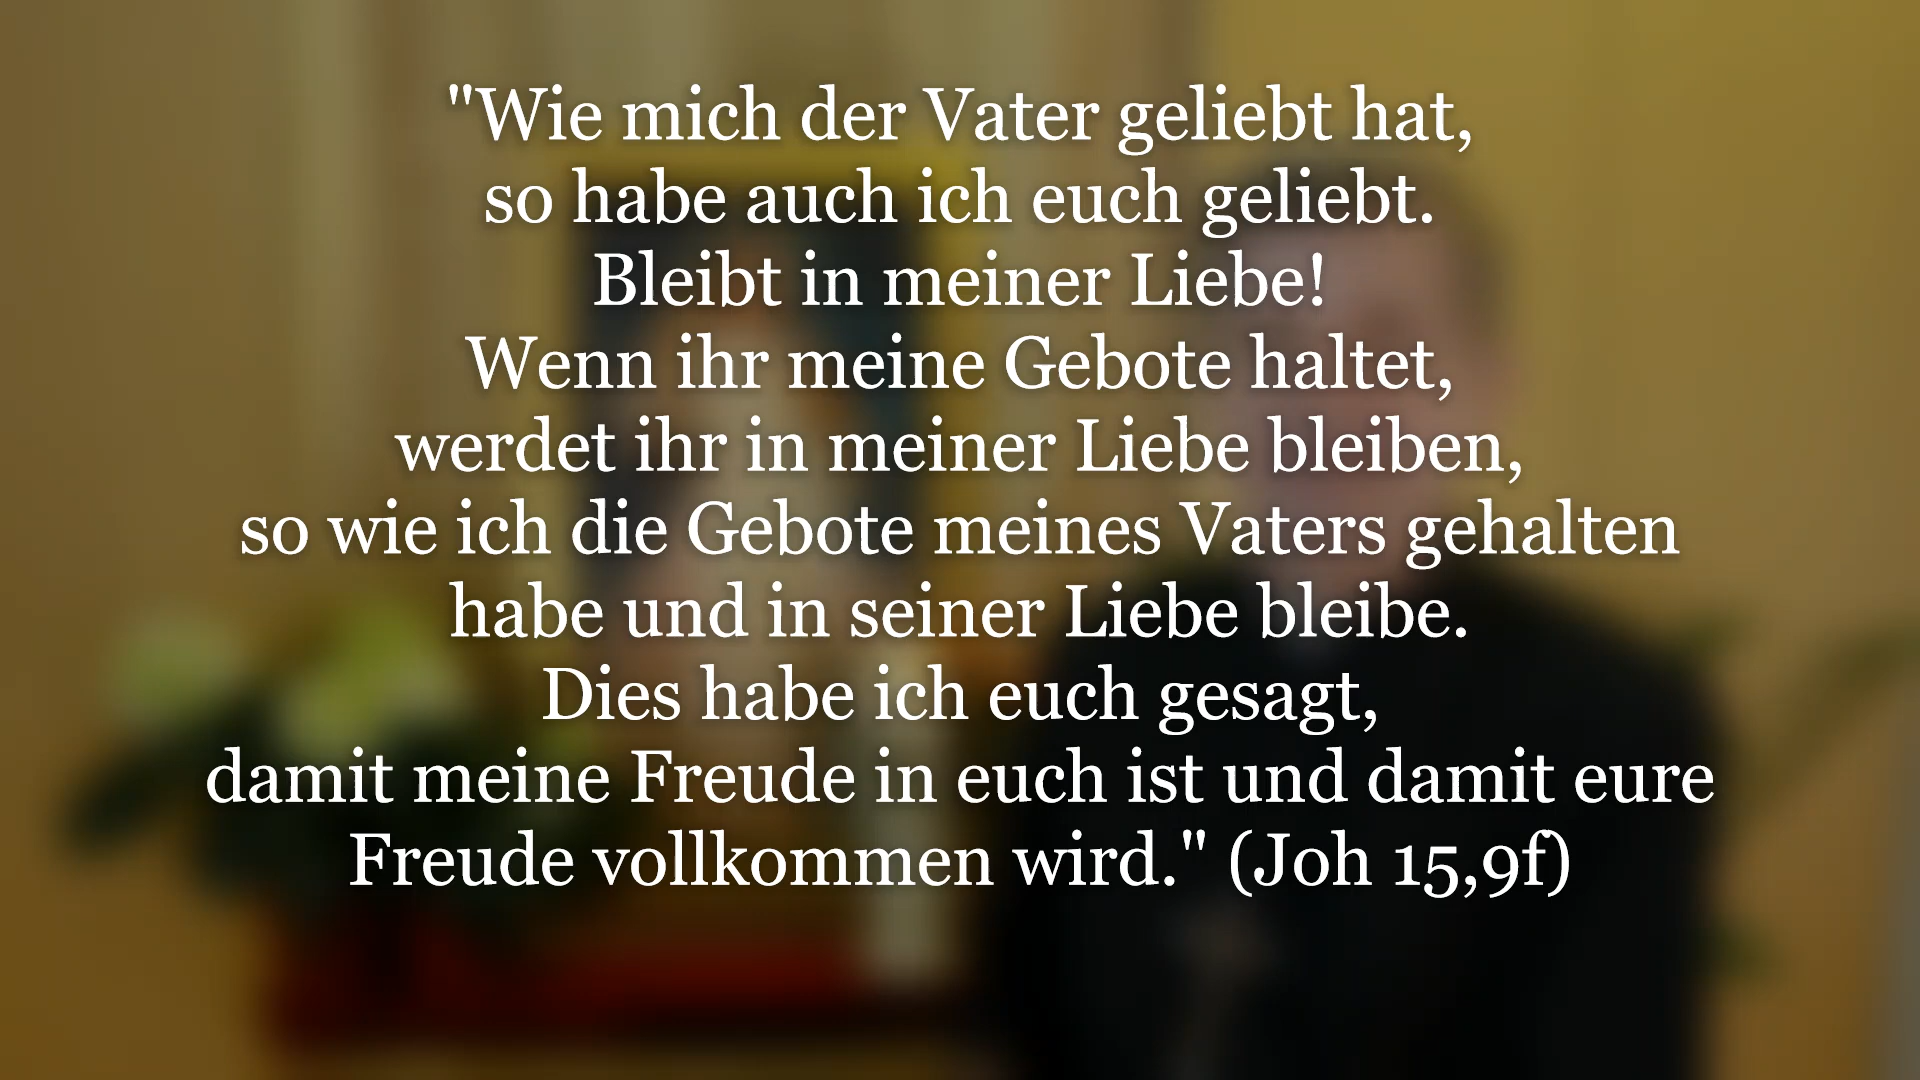 "Wie mich der Vater geliebt hat,
so habe auch ich euch geliebt.
Bleibt in meiner Liebe!
Wenn ihr meine Gebote haltet,
werdet ihr in meiner Liebe bleiben,
so wie ich die Gebote meines Vaters gehalten
habe und in seiner Liebe bleibe.
Dies habe ich euch gesagt,
damit meine Freude in euch ist und damit eure
Freude vollkommen wird." (Joh 15,9f)